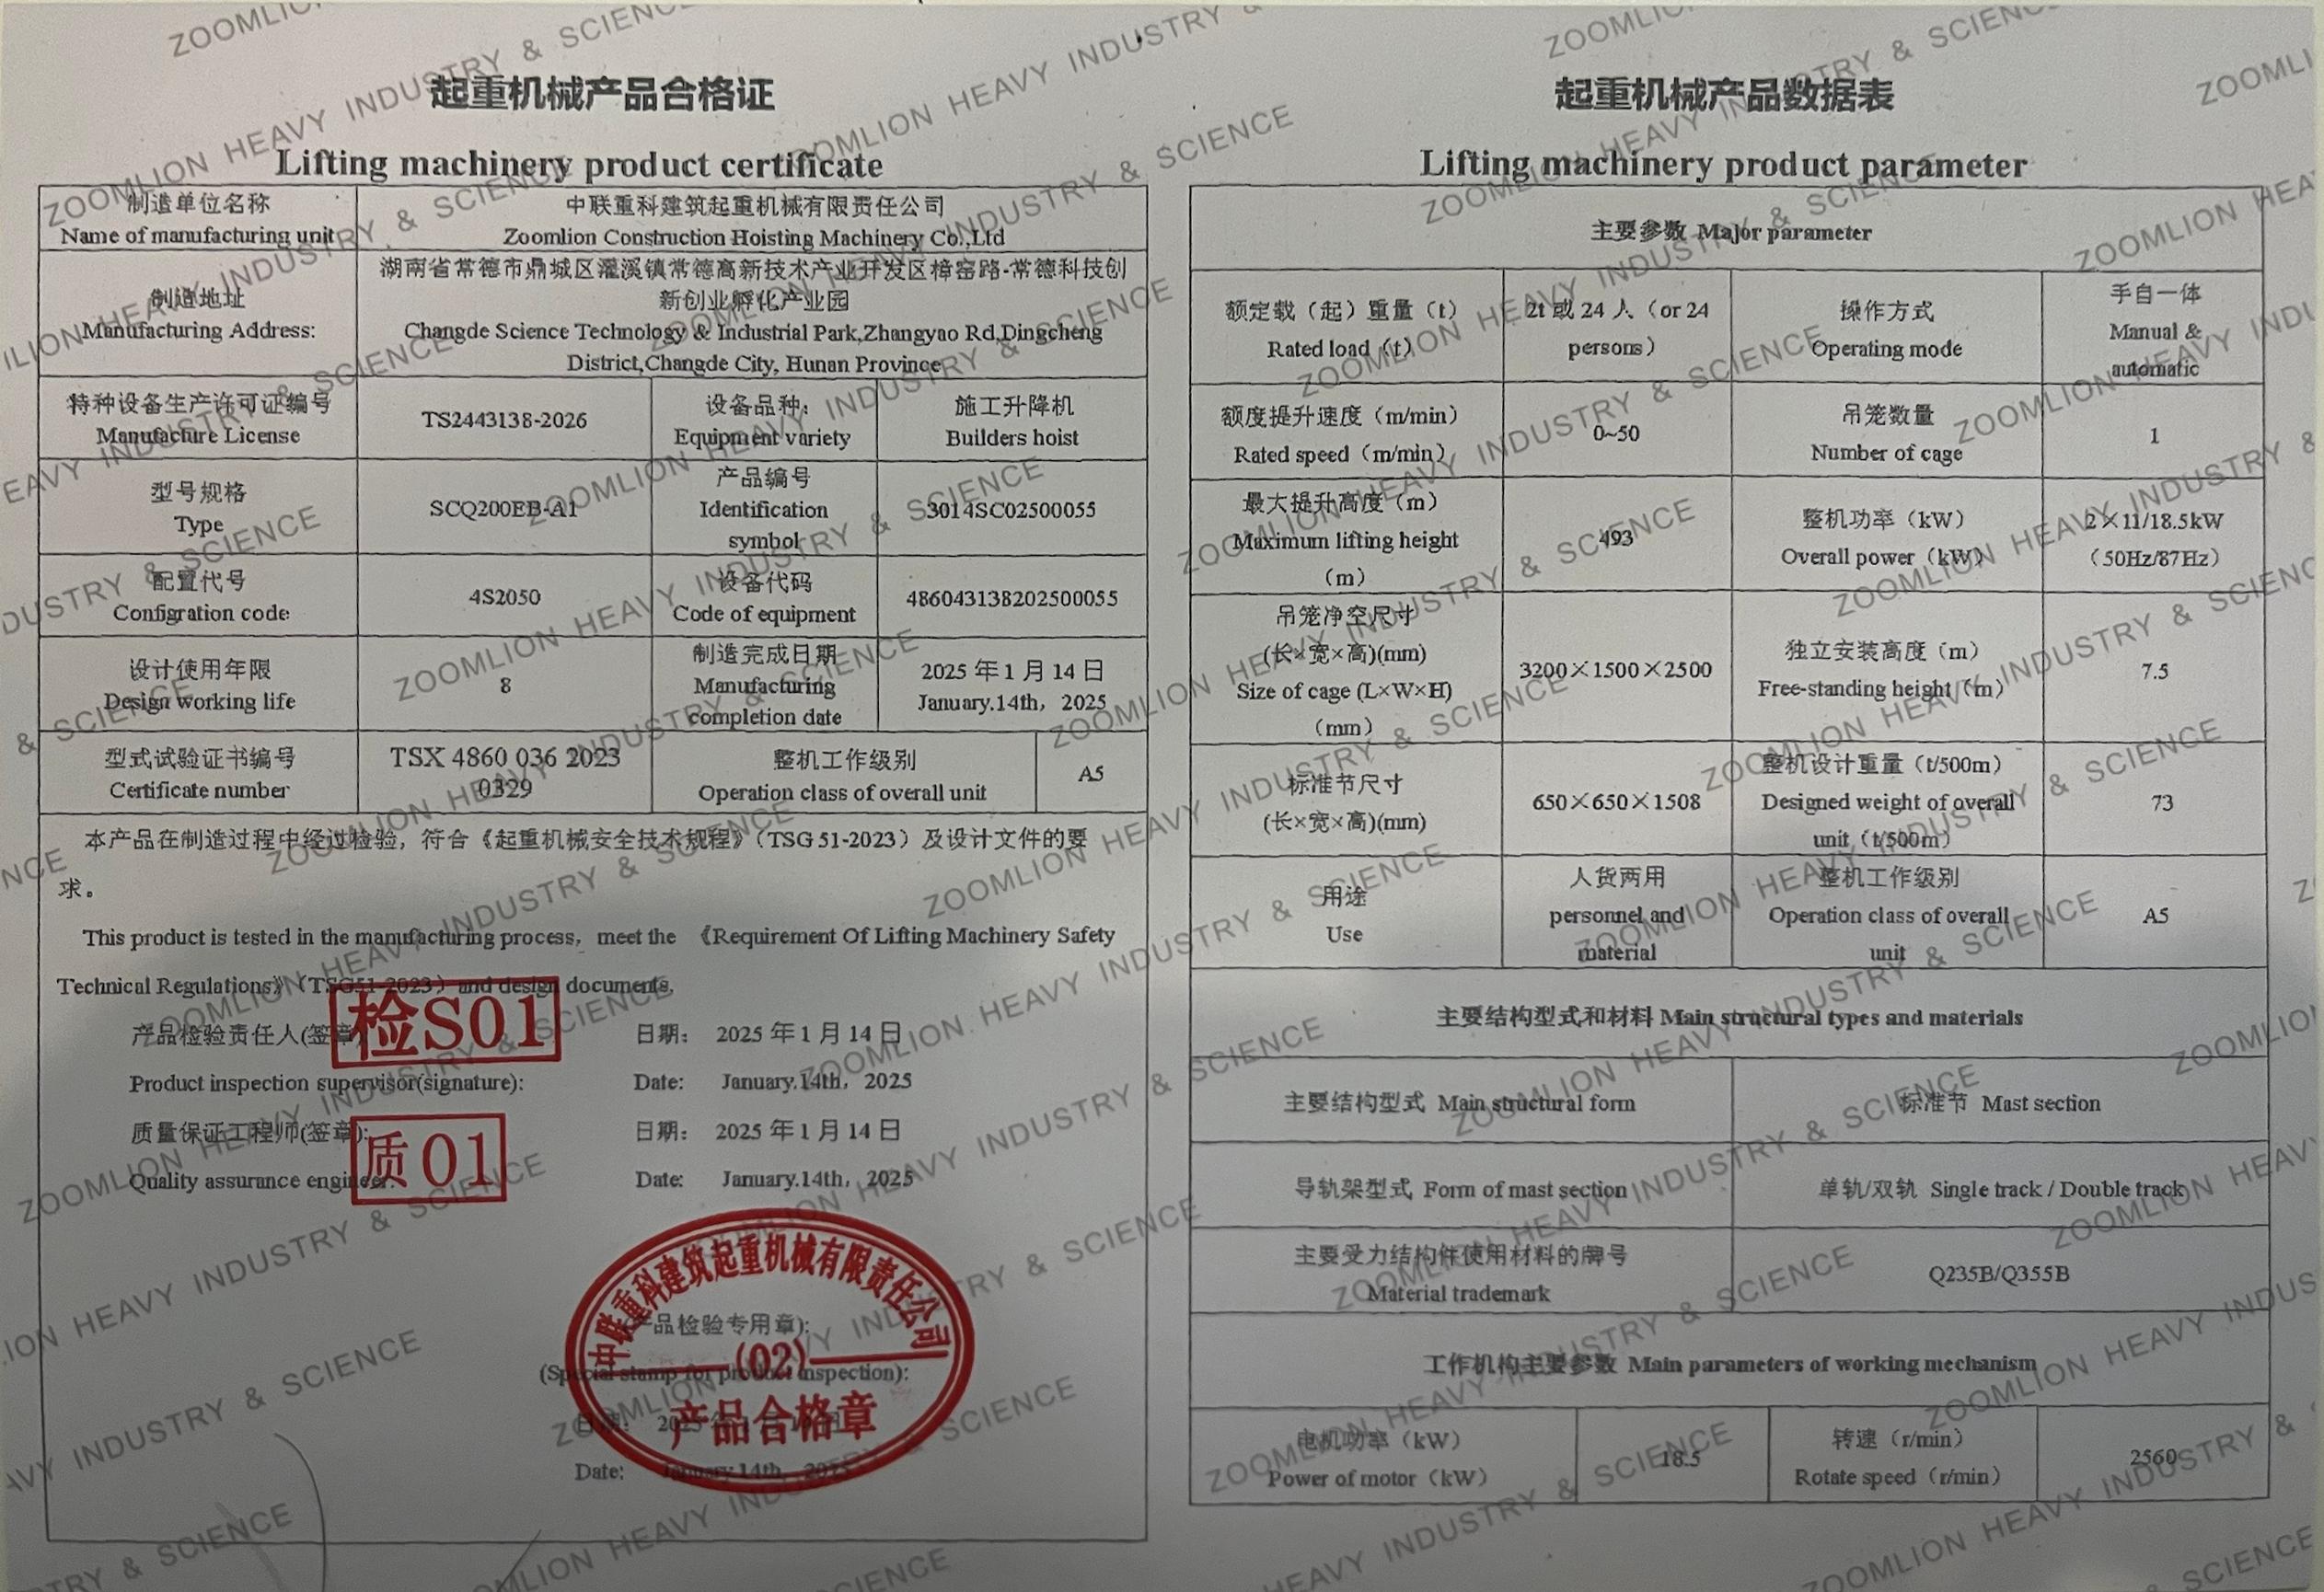 起重机械产品合格证
Lifting machinery product certificate
制造单位名称
Name of manufacturing unit
中联重科建筑起重机械有限责任公司
Zoomlion Construction Hoisting Machinery Co.,Ltd
制造地址
Manufacturing Address:
湖南省常德市鼎城区灌溪镇常德高新技术产业开发区樟窑路-常德科技创
新创业孵化产业园
Changde Science Technology & Industrial Park,Zhangyao Rd,Dingcheng
District,Changde City, Hunan Province
特种设备生产许可证编号
Manufacture License
TS2443138-2026
设备品种:
Equipment variety
施工升降机
Builders hoist
型号规格
Type
SCQ200EB-A1
产品编号
Identification
symbol
3014SC02500055
配置代号
Configration code:
4S2050
设备代码
Code of equipment
486043138202500055
设计使用年限
Design working life
8
制造完成日期
Manufacturing
completion date
2025 年 1 月 14 日
January.14th，2025
型式试验证书编号
Certificate number
TSX 4860 036 2023
0329
整机工作级别
Operation class of overall unit
A5
本产品在制造过程中经过检验，符合《起重机械安全技术规程》（TSG 51-2023）及设计文件的要
求。
This product is tested in the manufacturing process，meet the 《Requirement Of Lifting Machinery Safety
Technical Regulations》（TSG51-2023）and design documents.
产品检验责任人(签章)
检S01
日期： 2025 年 1 月 14 日
Product inspection supervisor(signature):
Date: January.14th，2025
质量保证工程师(签章):
质01
日期： 2025 年 1 月 14 日
Quality assurance engineer:
Date: January.14th，2025
中联重科建筑起重机械有限责任公司
品检验专用章):
(02)
(Special stamp for product inspection):
产品合格章
日期： 2025 年 1 月 14 日
Date: January 14th，2025
起重机械产品数据表
Lifting machinery product parameter
主要参数 Major parameter
额定载（起）重量（t）
Rated load（t）
2t 或 24 人（or 24
persons）
操作方式
Operating mode
手自一体
Manual &
automatic
额度提升速度（m/min）
Rated speed（m/min）
0~50
吊笼数量
Number of cage
1
最大提升高度（m）
Maximum lifting height
（m）
493
整机功率（kW）
Overall power（kW）
2×11/18.5kW
（50Hz/87Hz）
吊笼净空尺寸
(长×宽×高)(mm)
Size of cage (L×W×H)
（mm）
3200×1500×2500
独立安装高度（m）
Free-standing height（m）
7.5
标准节尺寸
(长×宽×高)(mm)
650×650×1508
整机设计重量（t/500m）
Designed weight of overall
unit（t/500m）
73
用途
Use
人货两用
personnel and
material
整机工作级别
Operation class of overall
unit
A5
主要结构型式和材料 Main structural types and materials
主要结构型式 Main structural form
标准节 Mast section
导轨架型式 Form of mast section
单轨/双轨 Single track / Double track
主要受力结构件使用材料的牌号
Material trademark
Q235B/Q355B
工作机构主要参数 Main parameters of working mechanism
电机功率（kW）
Power of motor（kW）
18.5
转速（r/min）
Rotate speed（r/min）
2560
ZOOMLION HEAVY INDUSTRY & SCIENCE